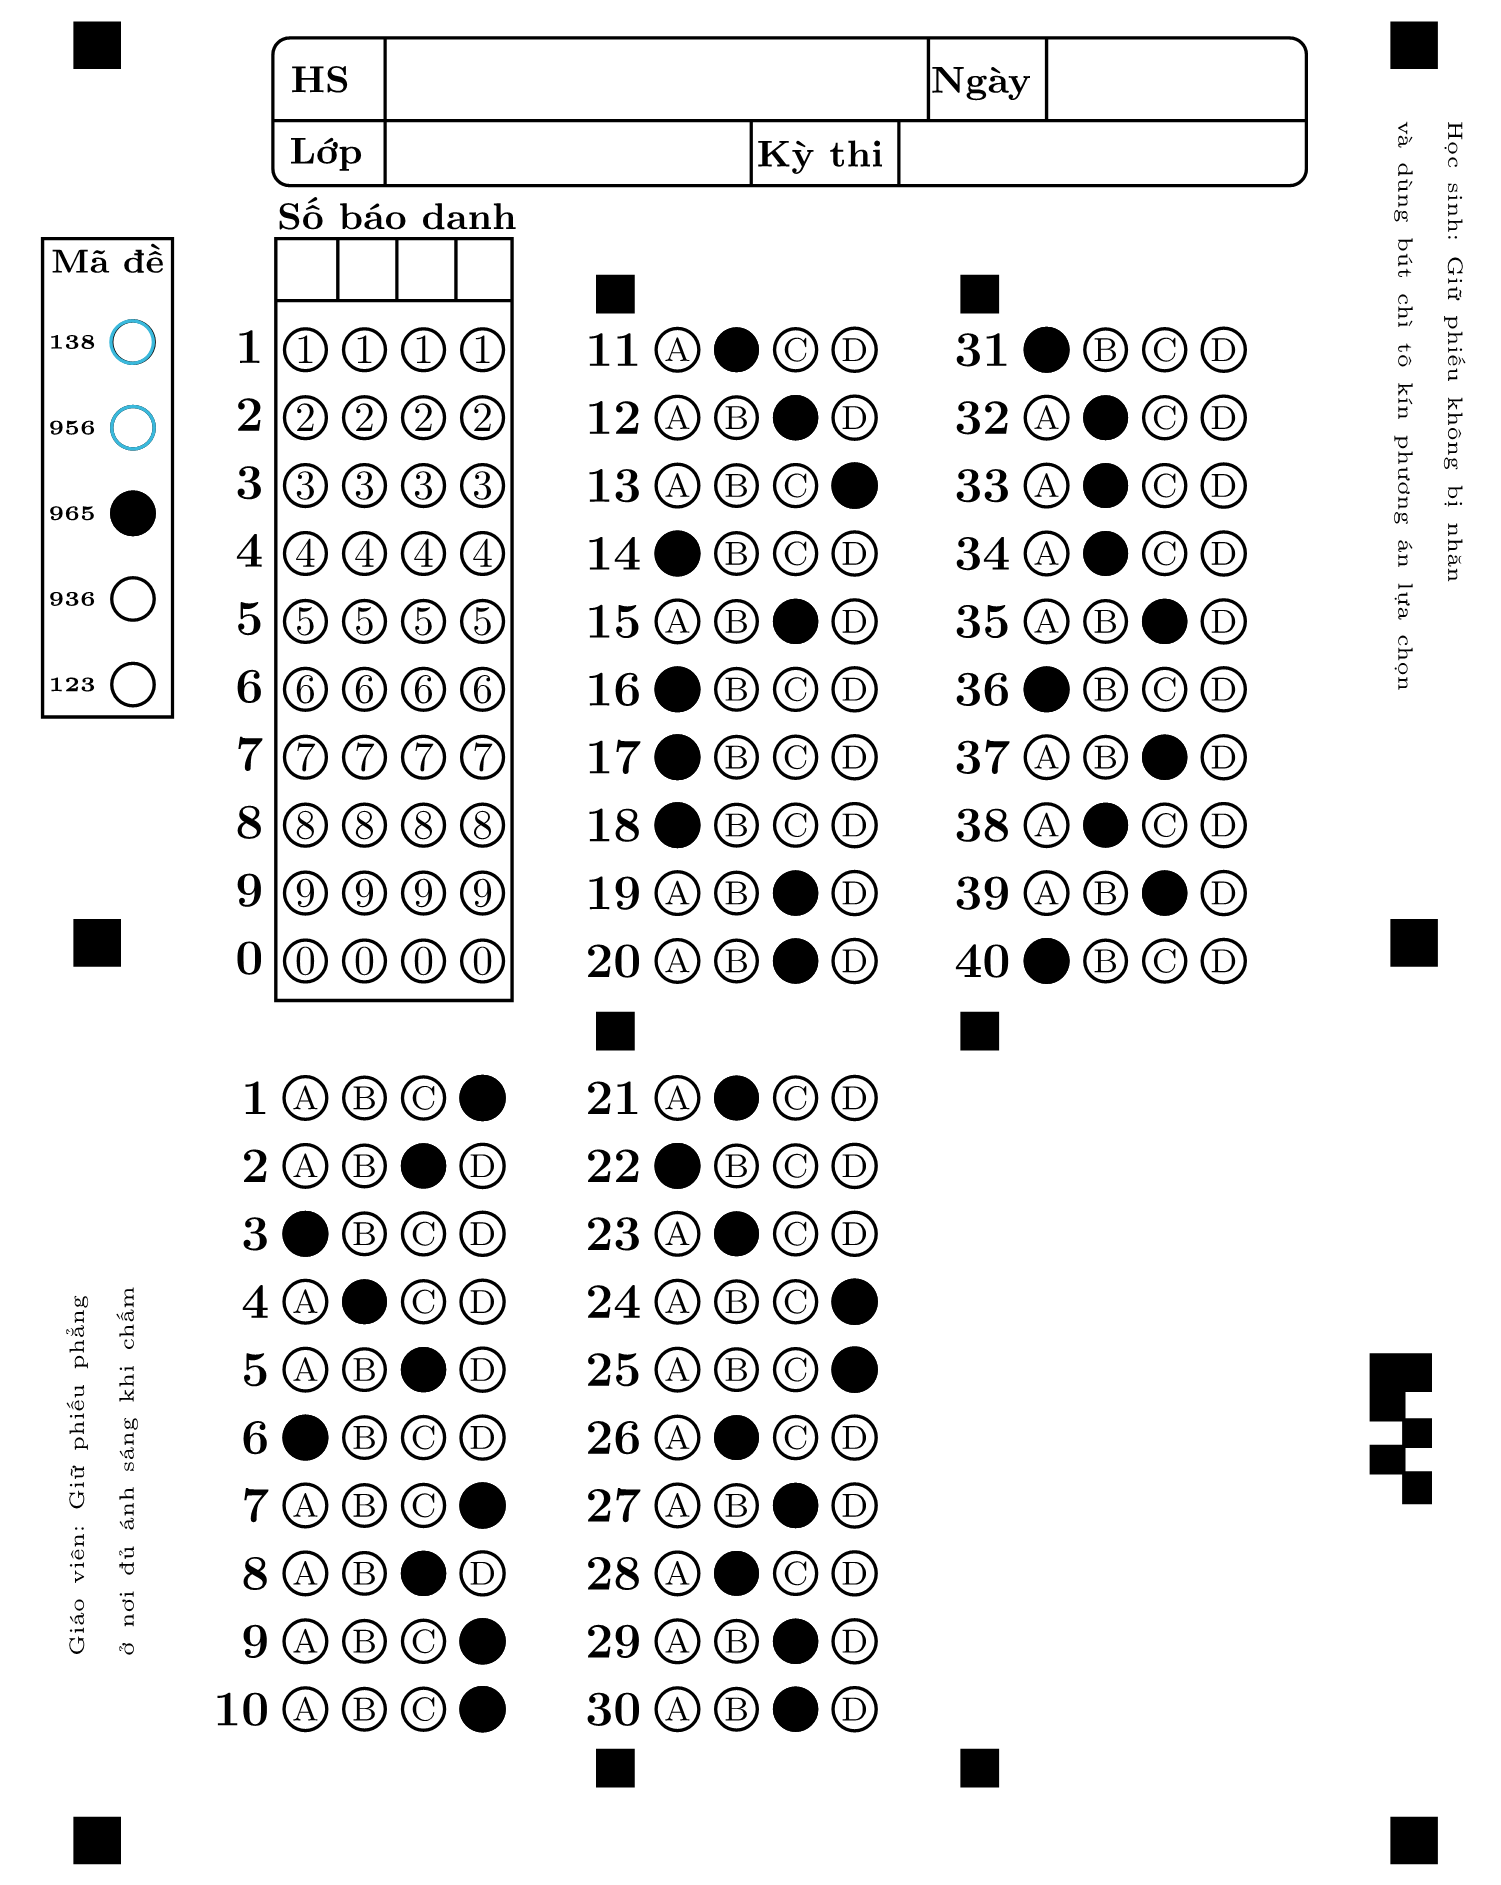 HS Ngày
Lớp Kỳ thi
Số báo danh
Mã đề
138
956
965
936
123
1 1 1 1 1
2 2 2 2 2
3 3 3 3 3
4 4 4 4 4
5 5 5 5 5
6 6 6 6 6
7 7 7 7 7
8 8 8 8 8
9 9 9 9 9
0 0 0 0 0
11 A C D
12 A B D
13 A B C
14 B C D
15 A B D
16 B C D
17 B C D
18 B C D
19 A B D
20 A B D
31 B C D
32 A C D
33 A C D
34 A C D
35 A B D
36 B C D
37 A B D
38 A C D
39 A B D
40 B C D
1 A B C
2 A B D
3 B C D
4 A C D
5 A B D
6 B C D
7 A B C
8 A B D
9 A B C
10 A B C
21 A C D
22 B C D
23 A C D
24 A B C
25 A B C
26 A C D
27 A B D
28 A C D
29 A B D
30 A B D
Học sinh: Giữ phiếu không bị nhăn
và dùng bút chì tô kín phương án lựa chọn
Giáo viên: Giữ phiếu phẳng
ở nơi đủ ánh sáng khi chấm